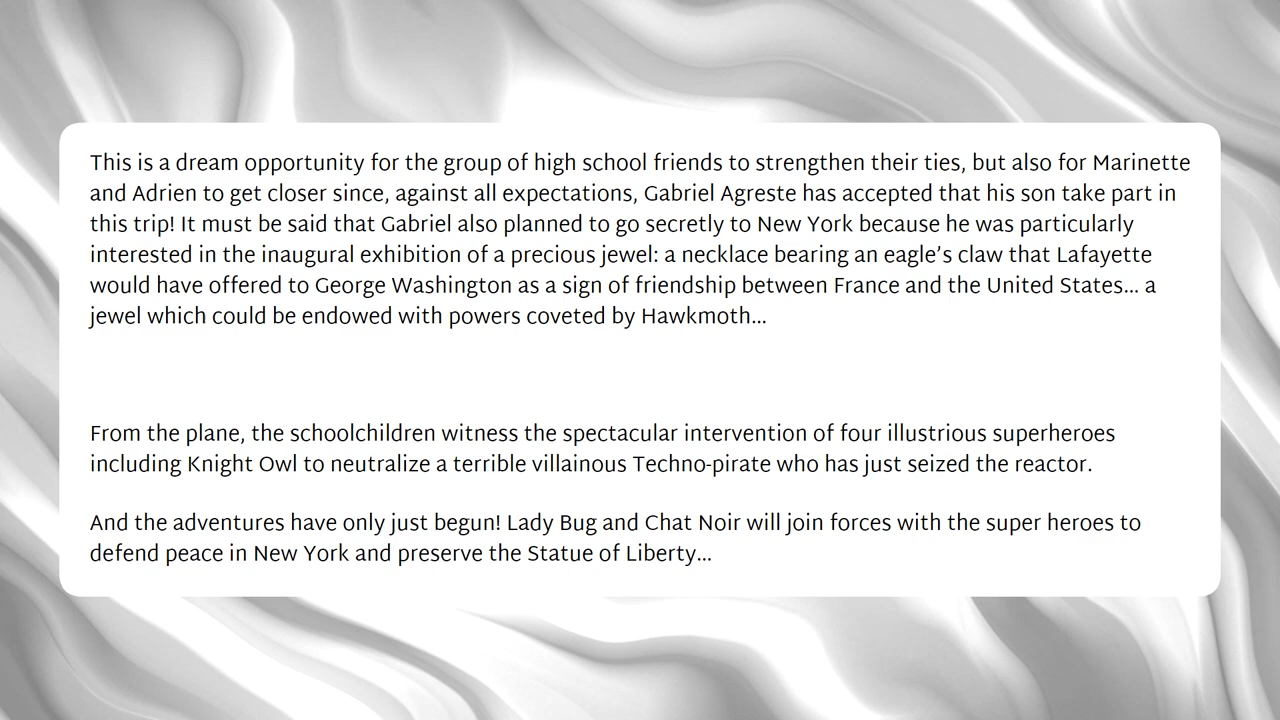 This is a dream opportunity for the group of high school friends to strengthen their ties, but also for Marinette
and Adrien to get closer since, against all expectations, Gabriel Agreste has accepted that his son take part in
this trip! It must be said that Gabriel also planned to go secretly to New York because he was particularly
interested in the inaugural exhibition of a precious jewel: a necklace bearing an eagle’s claw that Lafayette
would have offered to George Washington as a sign of friendship between France and the United States... a
jewel which could be endowed with powers coveted by Hawkmoth...
From the plane, the schoolchildren witness the spectacular intervention of four illustrious superheroes
including Knight Owl to neutralize a terrible villainous Techno-pirate who has just seized the reactor.
And the adventures have only just begun! Lady Bug and Chat Noir will join forces with the super heroes to
defend peace in New York and preserve the Statue of Liberty...